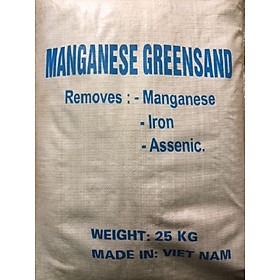 MANGANESE GREENSAND
Removes : - Manganese
- Iron
- Assenic.
WEIGHT: 25 KG
MADE IN: VIET NAM